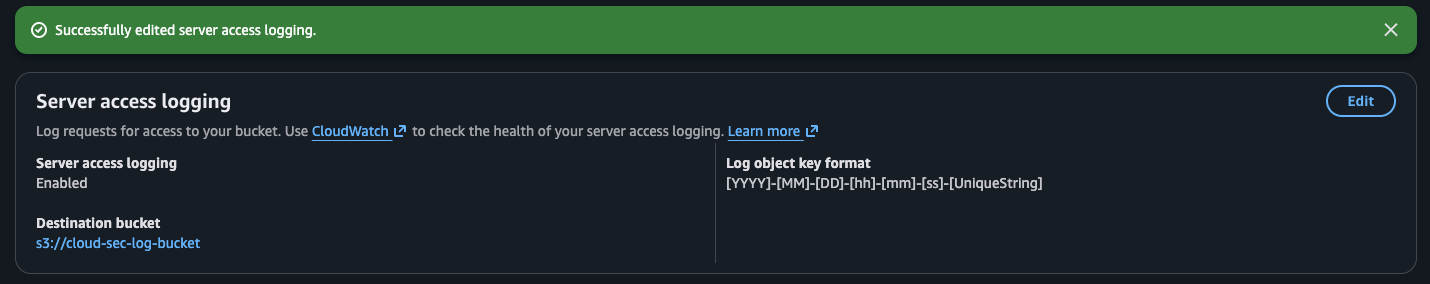 Successfully edited server access logging.
Server access logging
Edit
Log requests for access to your bucket. Use CloudWatch to check the health of your server access logging. Learn more
Server access logging
Enabled
Destination bucket
s3://cloud-sec-log-bucket
Log object key format
[YYYY]-[MM]-[DD]-[hh]-[mm]-[ss]-[UniqueString]